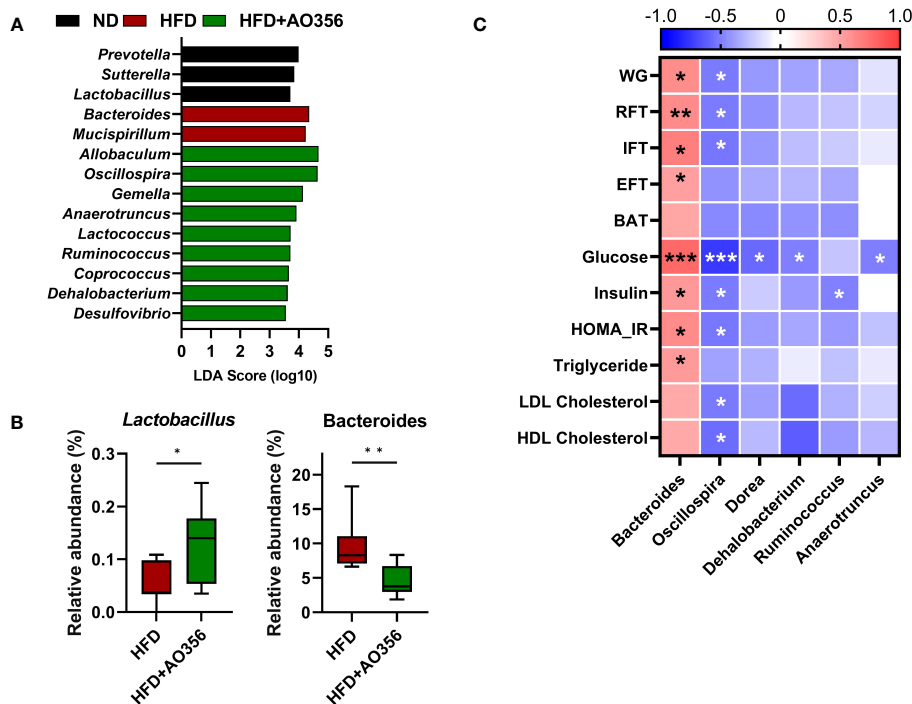 A
ND HFD HFD+AO356
Prevotella
Sutterella
Lactobacillus
Bacteroides
Mucispirillum
Allobaculum
Oscillospira
Gemella
Anaerotruncus
Lactococcus
Ruminococcus
Coprococcus
Dehalobacterium
Desulfovibrio
0 1 2 3 4 5
LDA Score (log10)
B
Lactobacillus
Relative abundance (%)
0.3
0.2
0.1
0.0
*
HFD
HFD+AO356
Bacteroides
Relative abundance (%)
20
15
10
5
0
* *
HFD
HFD+AO356
C
-1.0 -0.5 0 0.5 1.0
WG * *
RFT ** *
IFT * *
EFT *
BAT
Glucose *** *** * * *
Insulin * * *
HOMA_IR * *
Triglyceride *
LDL Cholesterol *
HDL Cholesterol *
Bacteroides
Oscillospira
Dorea
Dehalobacterium
Ruminococcus
Anaerotruncus